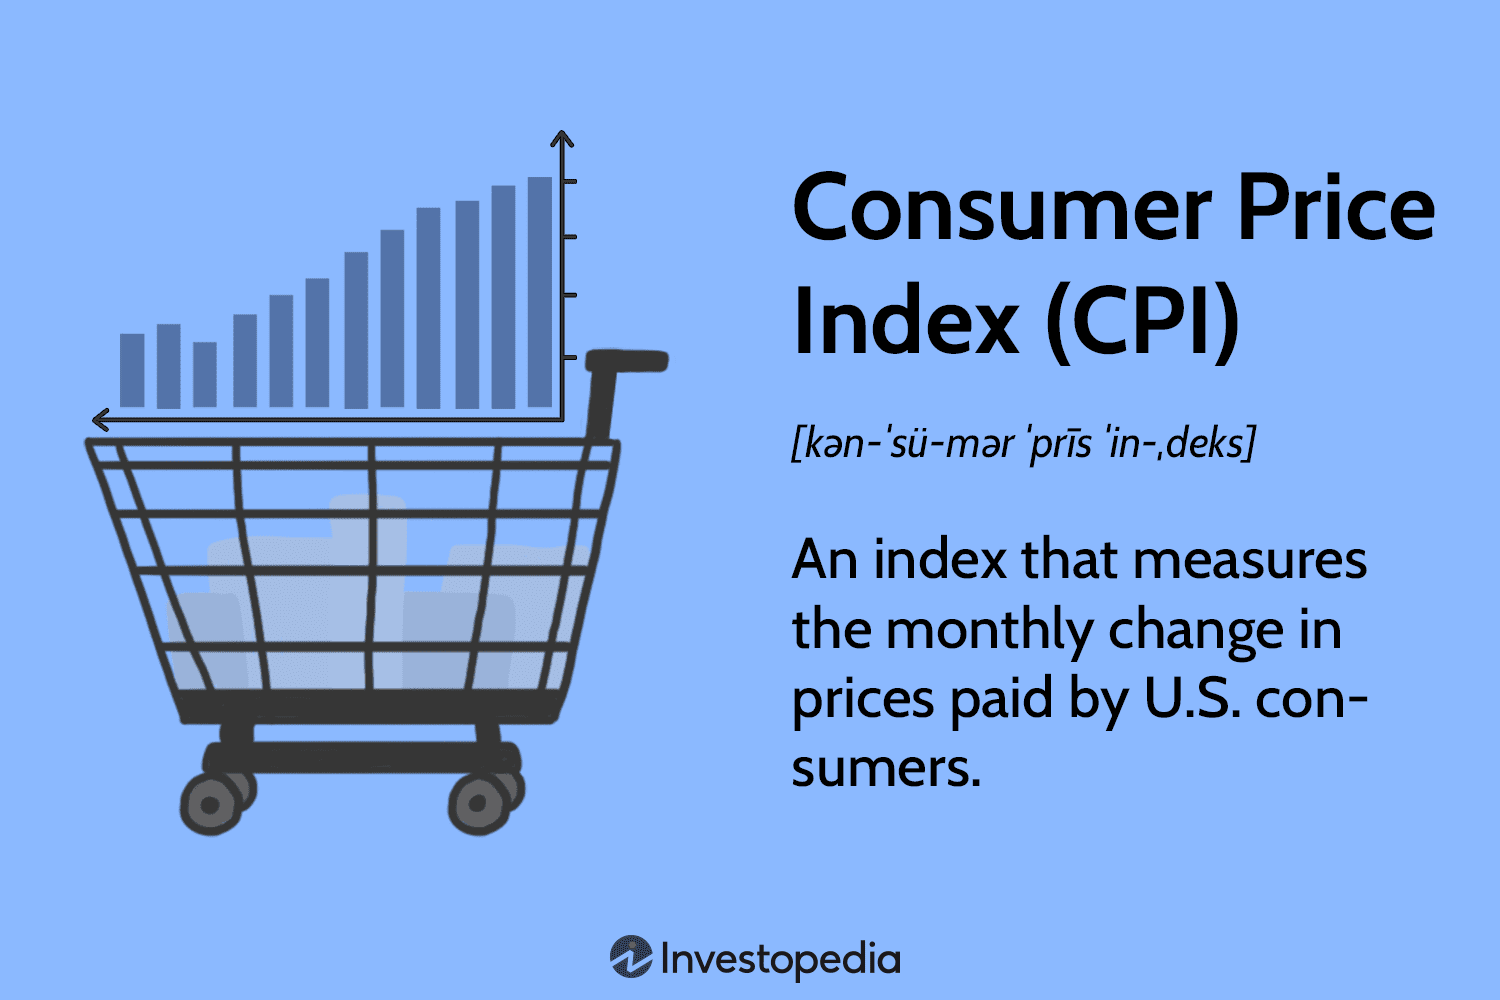 Consumer Price
Index (CPI)
[kən-ˈsü-mər ˈprīs ˈin-ˌdeks]
An index that measures
the monthly change in
prices paid by U.S. con-
sumers.
Investopedia